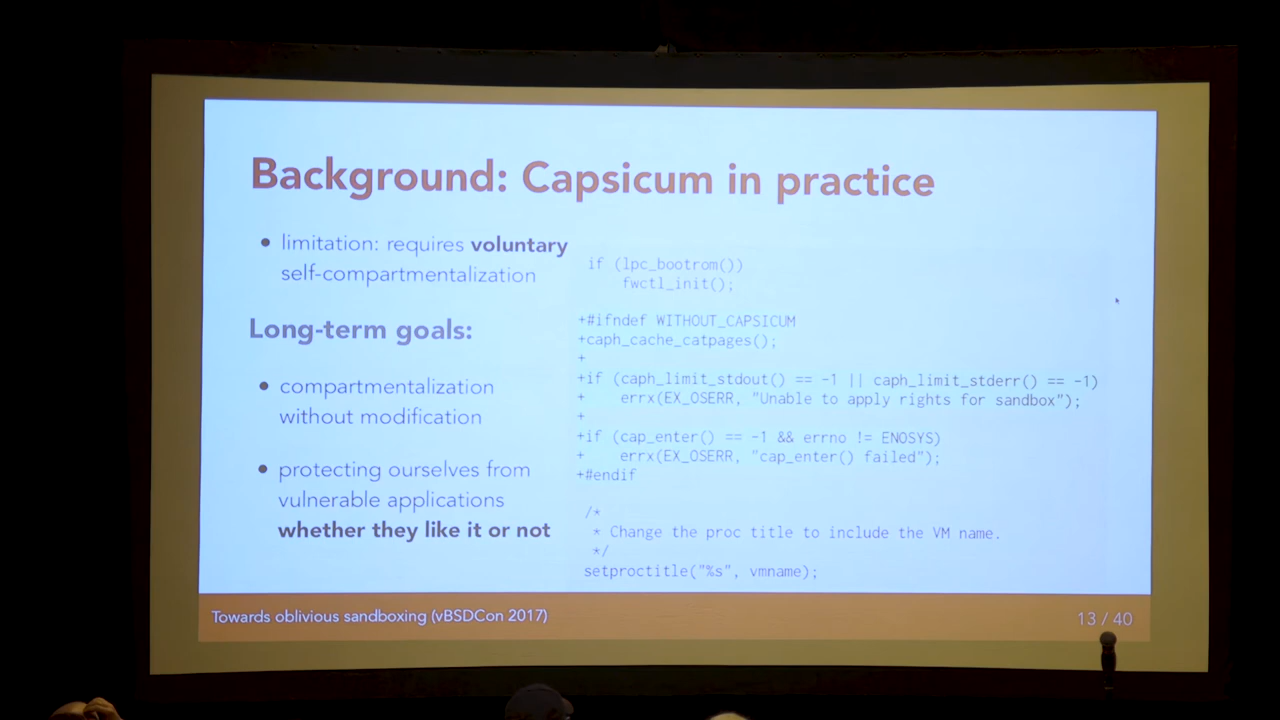 Background: Capsicum in practice
• limitation: requires voluntary
self-compartmentalization
Long-term goals:
• compartmentalization
without modification
• protecting ourselves from
vulnerable applications
whether they like it or not
if (lpc_bootrom())
    fwctl_init();
+#ifndef WITHOUT_CAPSICUM
+caph_cache_catpages();
+
+if (caph_limit_stdout() == -1 || caph_limit_stderr() == -1)
+    errx(EX_OSERR, "Unable to apply rights for sandbox");
+
+if (cap_enter() == -1 && errno != ENOSYS)
+    errx(EX_OSERR, "cap_enter() failed");
+#endif
/*
 * Change the proc title to include the VM name.
 */
setproctitle("%s", vmname);
Towards oblivious sandboxing (vBSDCon 2017)
13 / 40